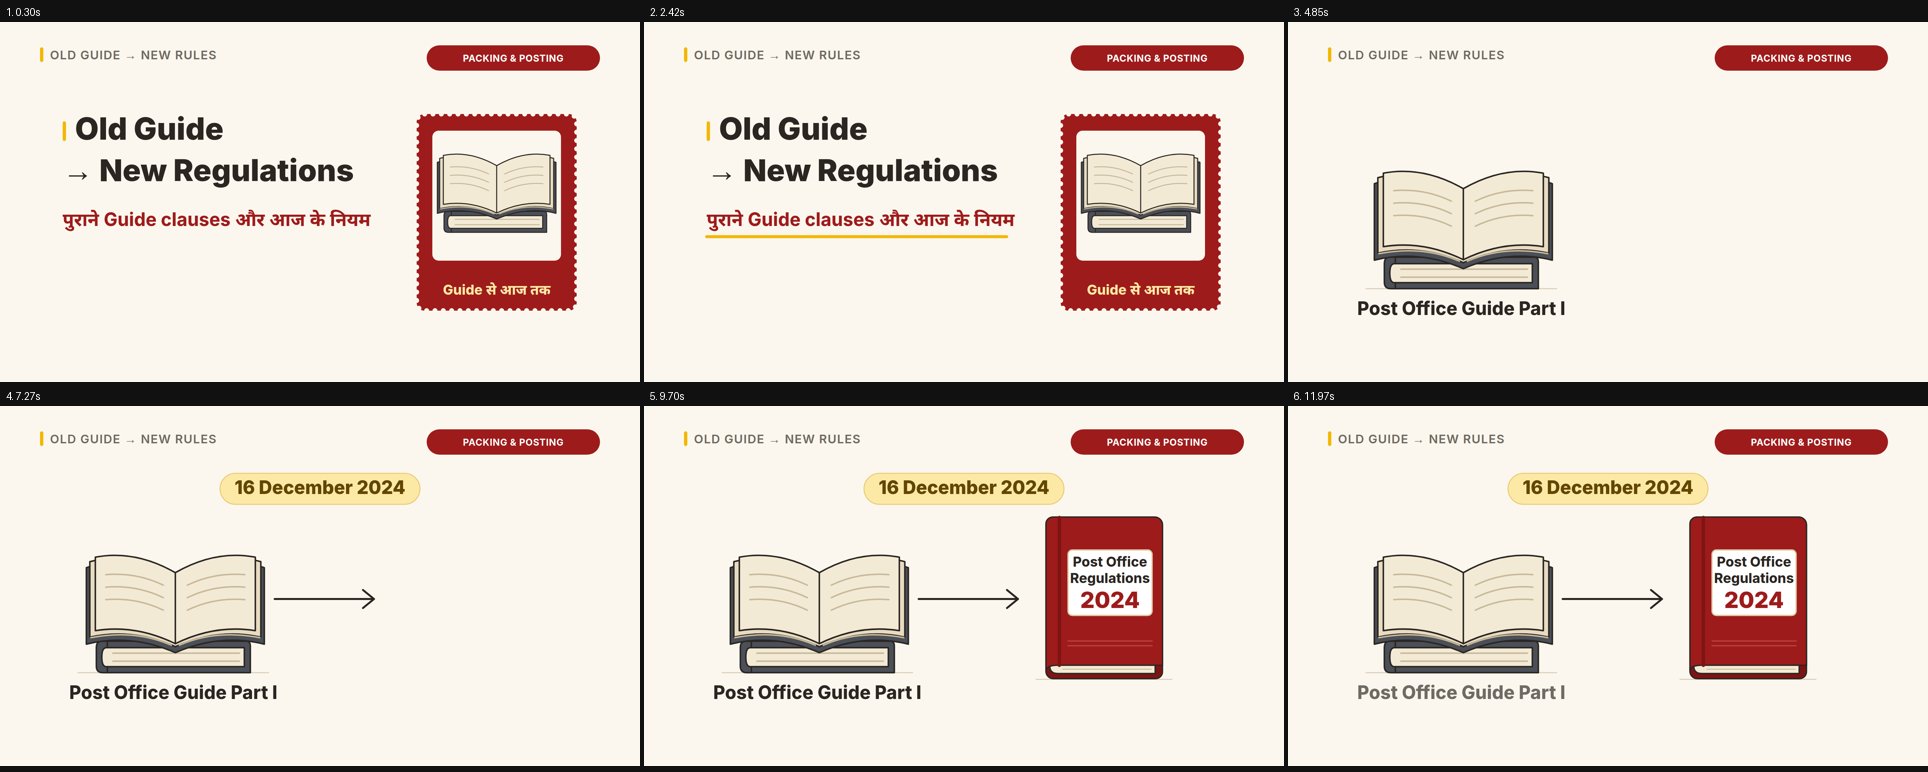 1. 0.30s
OLD GUIDE → NEW RULES
PACKING & POSTING
Old Guide
→ New Regulations
पुराने Guide clauses और आज के नियम
Guide से आज तक
2. 2.42s
OLD GUIDE → NEW RULES
PACKING & POSTING
Old Guide
→ New Regulations
पुराने Guide clauses और आज के नियम
Guide से आज तक
3. 4.85s
OLD GUIDE → NEW RULES
PACKING & POSTING
Post Office Guide Part I
4. 7.27s
OLD GUIDE → NEW RULES
PACKING & POSTING
16 December 2024
Post Office Guide Part I
5. 9.70s
OLD GUIDE → NEW RULES
PACKING & POSTING
16 December 2024
Post Office
Regulations
2024
Post Office Guide Part I
6. 11.97s
OLD GUIDE → NEW RULES
PACKING & POSTING
16 December 2024
Post Office
Regulations
2024
Post Office Guide Part I